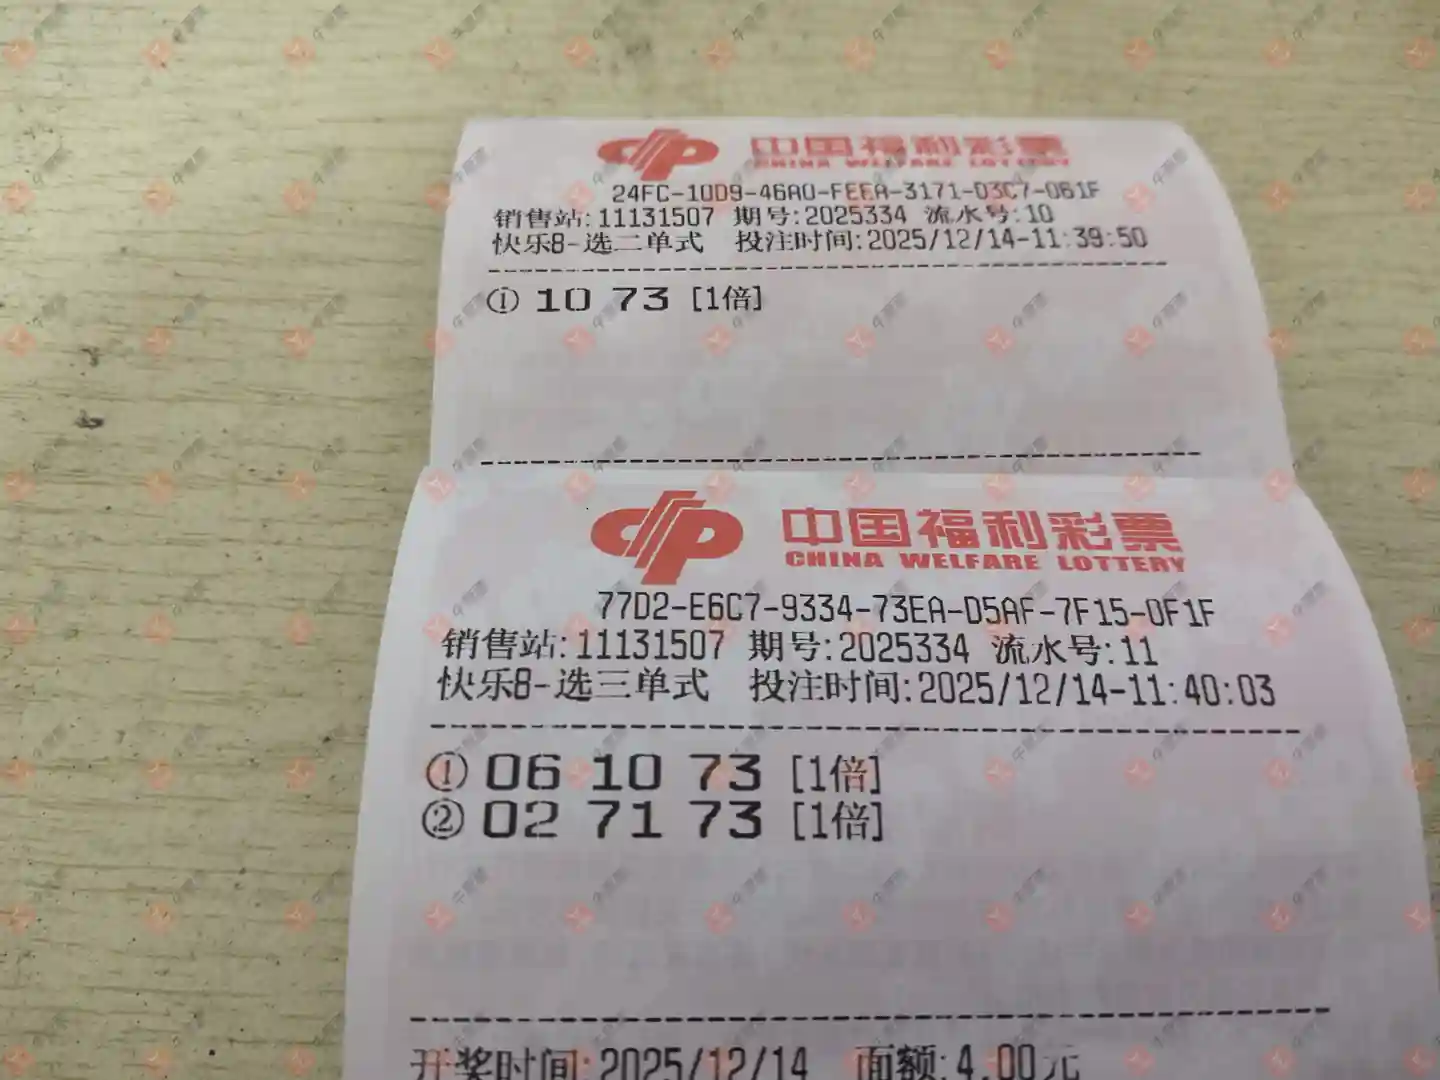 中国福利彩票
CHINA WELFARE LOTTERY
24FC-10D9-46A0-FEEA-3171-03C7-061F
销售站:11131507 期号:2025334 流水号:10
快乐8-选二单式 投注时间:2025/12/14-11:39:50
① 10 73 [1倍]
中国福利彩票
CHINA WELFARE LOTTERY
77D2-E6C7-9334-73EA-D5AF-7F15-0F1F
销售站:11131507 期号:2025334 流水号:11
快乐8-选三单式 投注时间:2025/12/14-11:40:03
① 06 10 73 [1倍]
② 02 71 73 [1倍]
开奖时间:2025/12/14 面额:4.00元